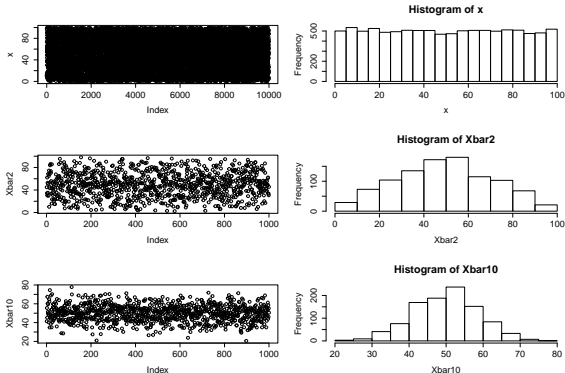 x
0 40 80
0 2000 4000 6000 8000 10000
Index
Histogram of x
Frequency
0 200 500
0 20 40 60 80 100
x
Xbar2
0 40 80
0 200 400 600 800 1000
Index
Histogram of Xbar2
Frequency
0 100
0 20 40 60 80 100
Xbar2
Xbar10
20 40 60 80
0 200 400 600 800 1000
Index
Histogram of Xbar10
Frequency
0 100 200
20 30 40 50 60 70 80
Xbar10